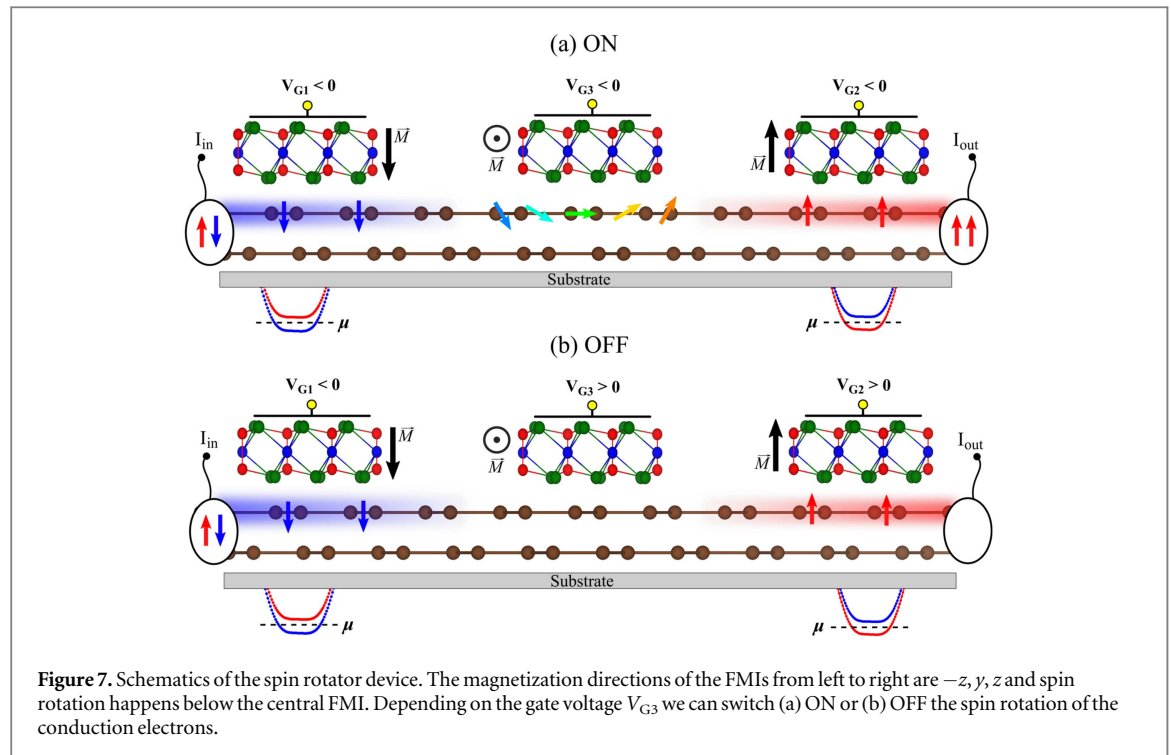 (a) ON
V_G1 < 0 V_G3 < 0 V_G2 < 0
I_in M⃗ M⃗ M⃗ I_out
Substrate
μ μ
(b) OFF
V_G1 < 0 V_G3 > 0 V_G2 > 0
I_in M⃗ M⃗ M⃗ I_out
Substrate
μ μ
Figure 7. Schematics of the spin rotator device. The magnetization directions of the FMIs from left to right are −z, y, z and spin
rotation happens below the central FMI. Depending on the gate voltage V_G3 we can switch (a) ON or (b) OFF the spin rotation of the
conduction electrons.